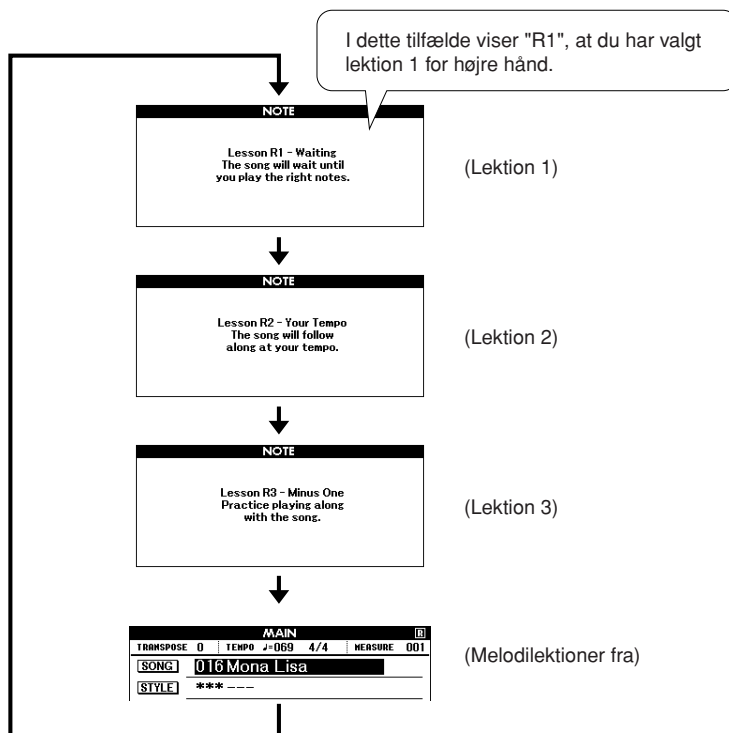 I dette tilfælde viser "R1", at du har valgt
lektion 1 for højre hånd.
NOTE
Lesson R1 - Waiting
The song will wait until
you play the right notes.
(Lektion 1)
NOTE
Lesson R2 - Your Tempo
The song will follow
along at your tempo.
(Lektion 2)
NOTE
Lesson R3 - Minus One
Practice playing along
with the song.
(Lektion 3)
MAIN R
TRANSPOSE 0 TEMPO ♩=069 4/4 MEASURE 001
SONG 016 Mona Lisa
STYLE *** ---
(Melodilektioner fra)